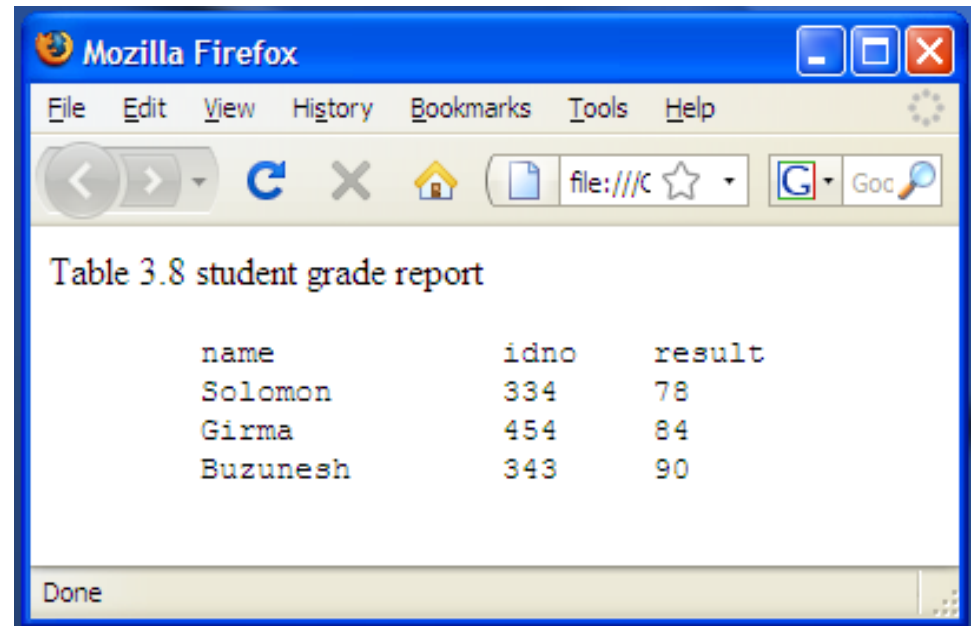 Mozilla Firefox
File Edit View History Bookmarks Tools Help
file:///C G Goo
Table 3.8 student grade report
name idno result
Solomon 334 78
Girma 454 84
Buzunesh 343 90
Done